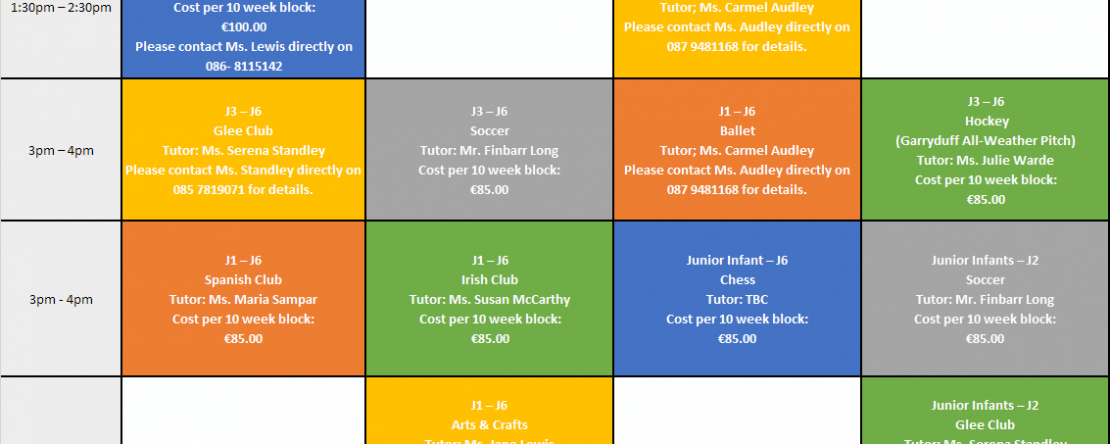 1:30pm – 2:30pm
Cost per 10 week block:
€100.00
Please contact Ms. Lewis directly on
086- 8115142
Tutor; Ms. Carmel Audley
Please contact Ms. Audley directly on
087 9481168 for details.
3pm – 4pm
J3 – J6
Glee Club
Tutor: Ms. Serena Standley
Please contact Ms. Standley directly on
085 7819071 for details.
J3 – J6
Soccer
Tutor: Mr. Finbarr Long
Cost per 10 week block:
€85.00
J1 – J6
Ballet
Tutor; Ms. Carmel Audley
Please contact Ms. Audley directly on
087 9481168 for details.
J3 – J6
Hockey
(Garryduff All-Weather Pitch)
Tutor: Ms. Julie Warde
Cost per 10 week block:
€85.00
3pm - 4pm
J1 – J6
Spanish Club
Tutor: Ms. Maria Sampar
Cost per 10 week block:
€85.00
J1 – J6
Irish Club
Tutor: Ms. Susan McCarthy
Cost per 10 week block:
€85.00
Junior Infant – J6
Chess
Tutor: TBC
Cost per 10 week block:
€85.00
Junior Infants – J2
Soccer
Tutor: Mr. Finbarr Long
Cost per 10 week block:
€85.00
J1 – J6
Arts & Crafts
Tutor: Ms. Jane Lewis
Junior Infants – J2
Glee Club
Tutor: Ms. Serena Standley